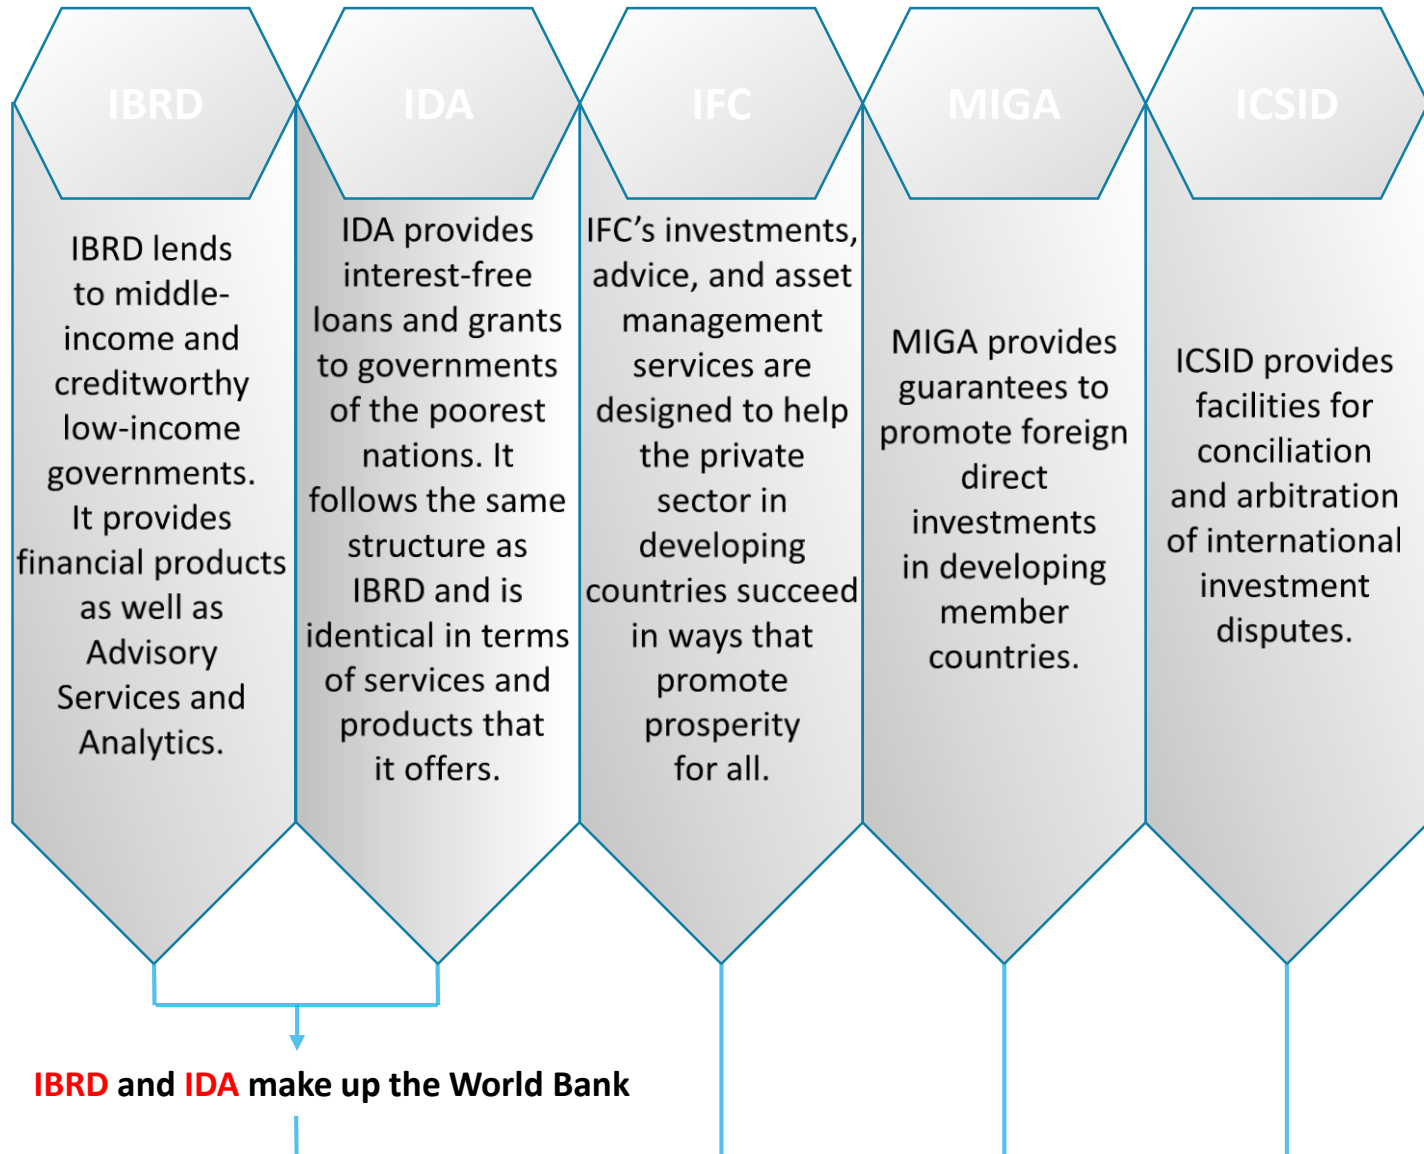 IBRD
IBRD lends
to middle-
income and
creditworthy
low-income
governments.
It provides
financial products
as well as
Advisory
Services and
Analytics.
IDA
IDA provides
interest-free
loans and grants
to governments
of the poorest
nations. It
follows the same
structure as
IBRD and is
identical in terms
of services and
products that
it offers.
IFC
IFC’s investments,
advice, and asset
management
services are
designed to help
the private
sector in
developing
countries succeed
in ways that
promote
prosperity
for all.
MIGA
MIGA provides
guarantees to
promote foreign
direct
investments
in developing
member
countries.
ICSID
ICSID provides
facilities for
conciliation
and arbitration
of international
investment
disputes.
IBRD and IDA make up the World Bank